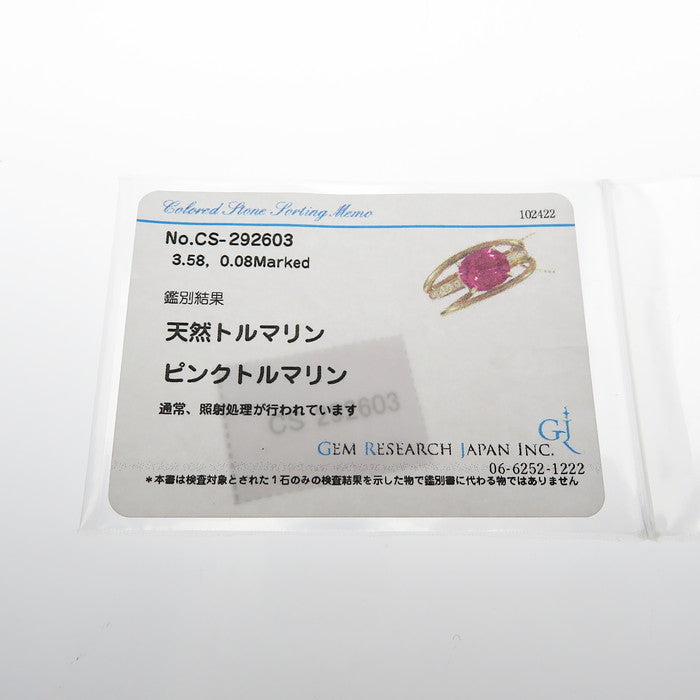 Colored Stone Sorting Memo
102422
No.CS-292603
3.58, 0.08Marked
鑑別結果
天然トルマリン
ピンクトルマリン
通常、照射処理が行われています
CS 292603
GJ
GEM RESEARCH JAPAN INC.
06-6252-1222
*本書は検査対象とされた1石のみの検査結果を示した物で鑑別書に代わる物ではありません